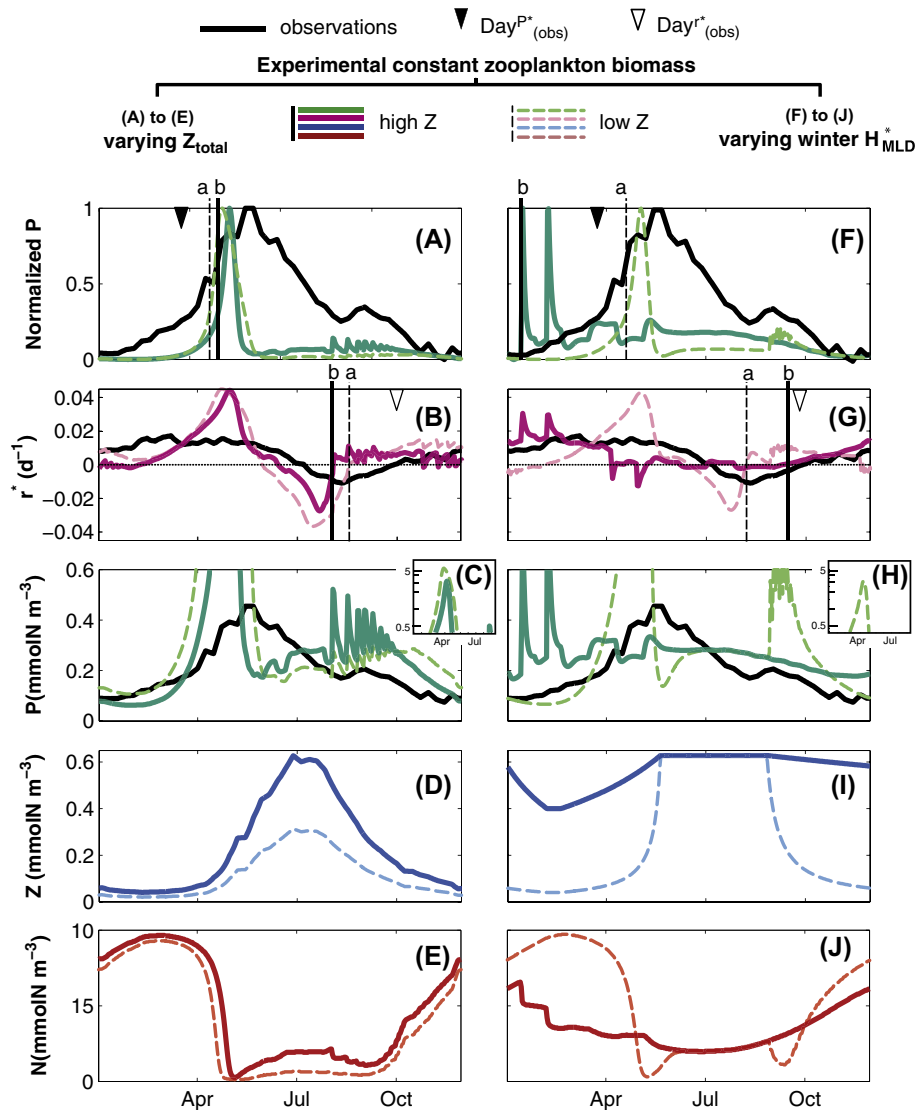 observations
Day^P*_(obs)
Day^r*_(obs)
Experimental constant zooplankton biomass
(A) to (E)
varying Z_total
high Z
low Z
(F) to (J)
varying winter H*_MLD
a b
b a
1
0.5
0
Normalized P
(A)
(F)
b a
a b
0.04
0.02
0
−0.02
−0.04
r* (d⁻¹)
(B)
(G)
0.6
0.4
0.2
0
P(mmolN m⁻³)
(C)
5
0.5
Apr Jul
(H)
5
0.5
Apr Jul
0.6
0.4
0.2
0
Z (mmolN m⁻³)
(D)
(I)
10
15
0
N(mmolN m⁻³)
(E)
(J)
Apr Jul Oct
Apr Jul Oct